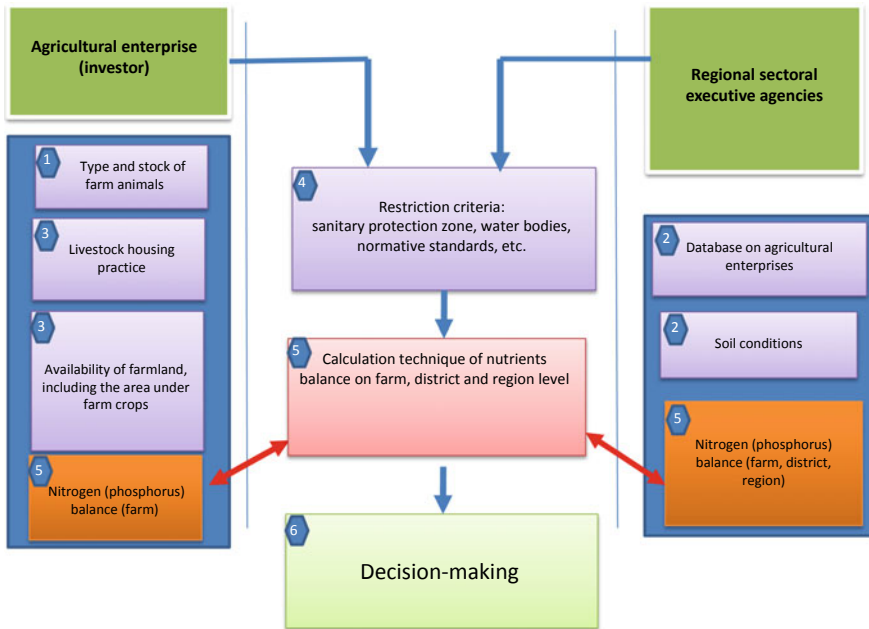 Agricultural enterprise
(investor)
Regional sectoral
executive agencies
1
Type and stock of
farm animals
3
Livestock housing
practice
3
Availability of farmland,
including the area under
farm crops
5
Nitrogen (phosphorus)
balance (farm)
4
Restriction criteria:
sanitary protection zone, water bodies,
normative standards, etc.
5
Calculation technique of nutrients
balance on farm, district and region level
6
Decision-making
2
Database on agricultural
enterprises
2
Soil conditions
5
Nitrogen (phosphorus)
balance (farm, district,
region)